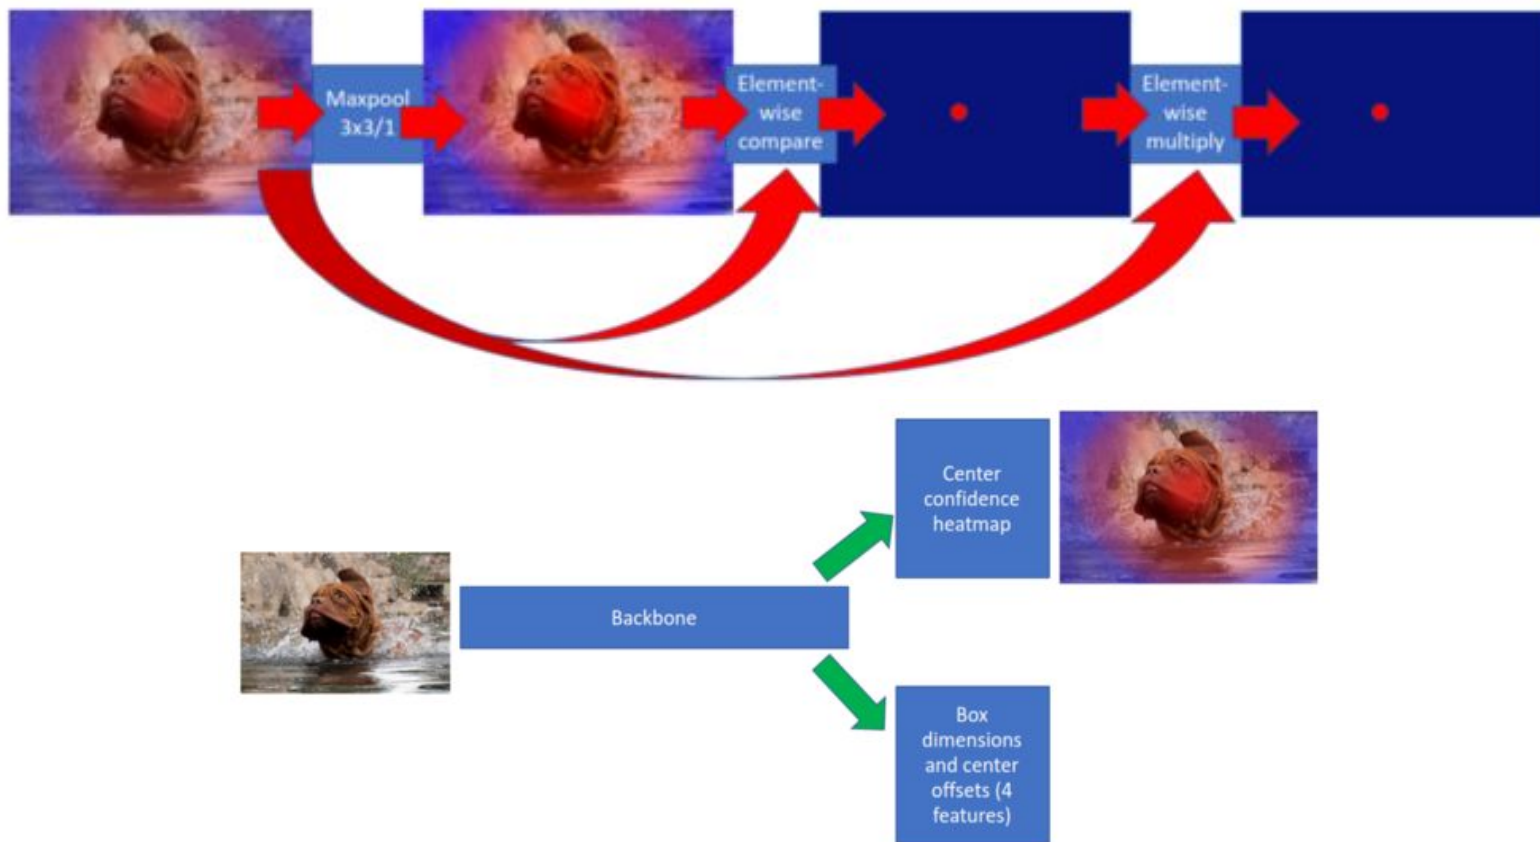 Maxpool
3x3/1
Element-
wise
compare
Element-
wise
multiply
Center
confidence
heatmap
Backbone
Box
dimensions
and center
offsets (4
features)